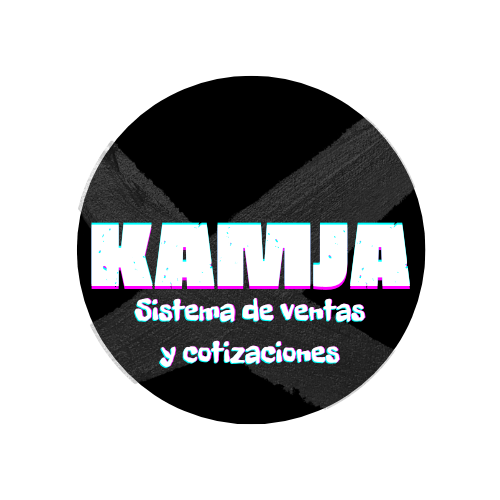 KAMJA
Sistema de ventas
y cotizaciones